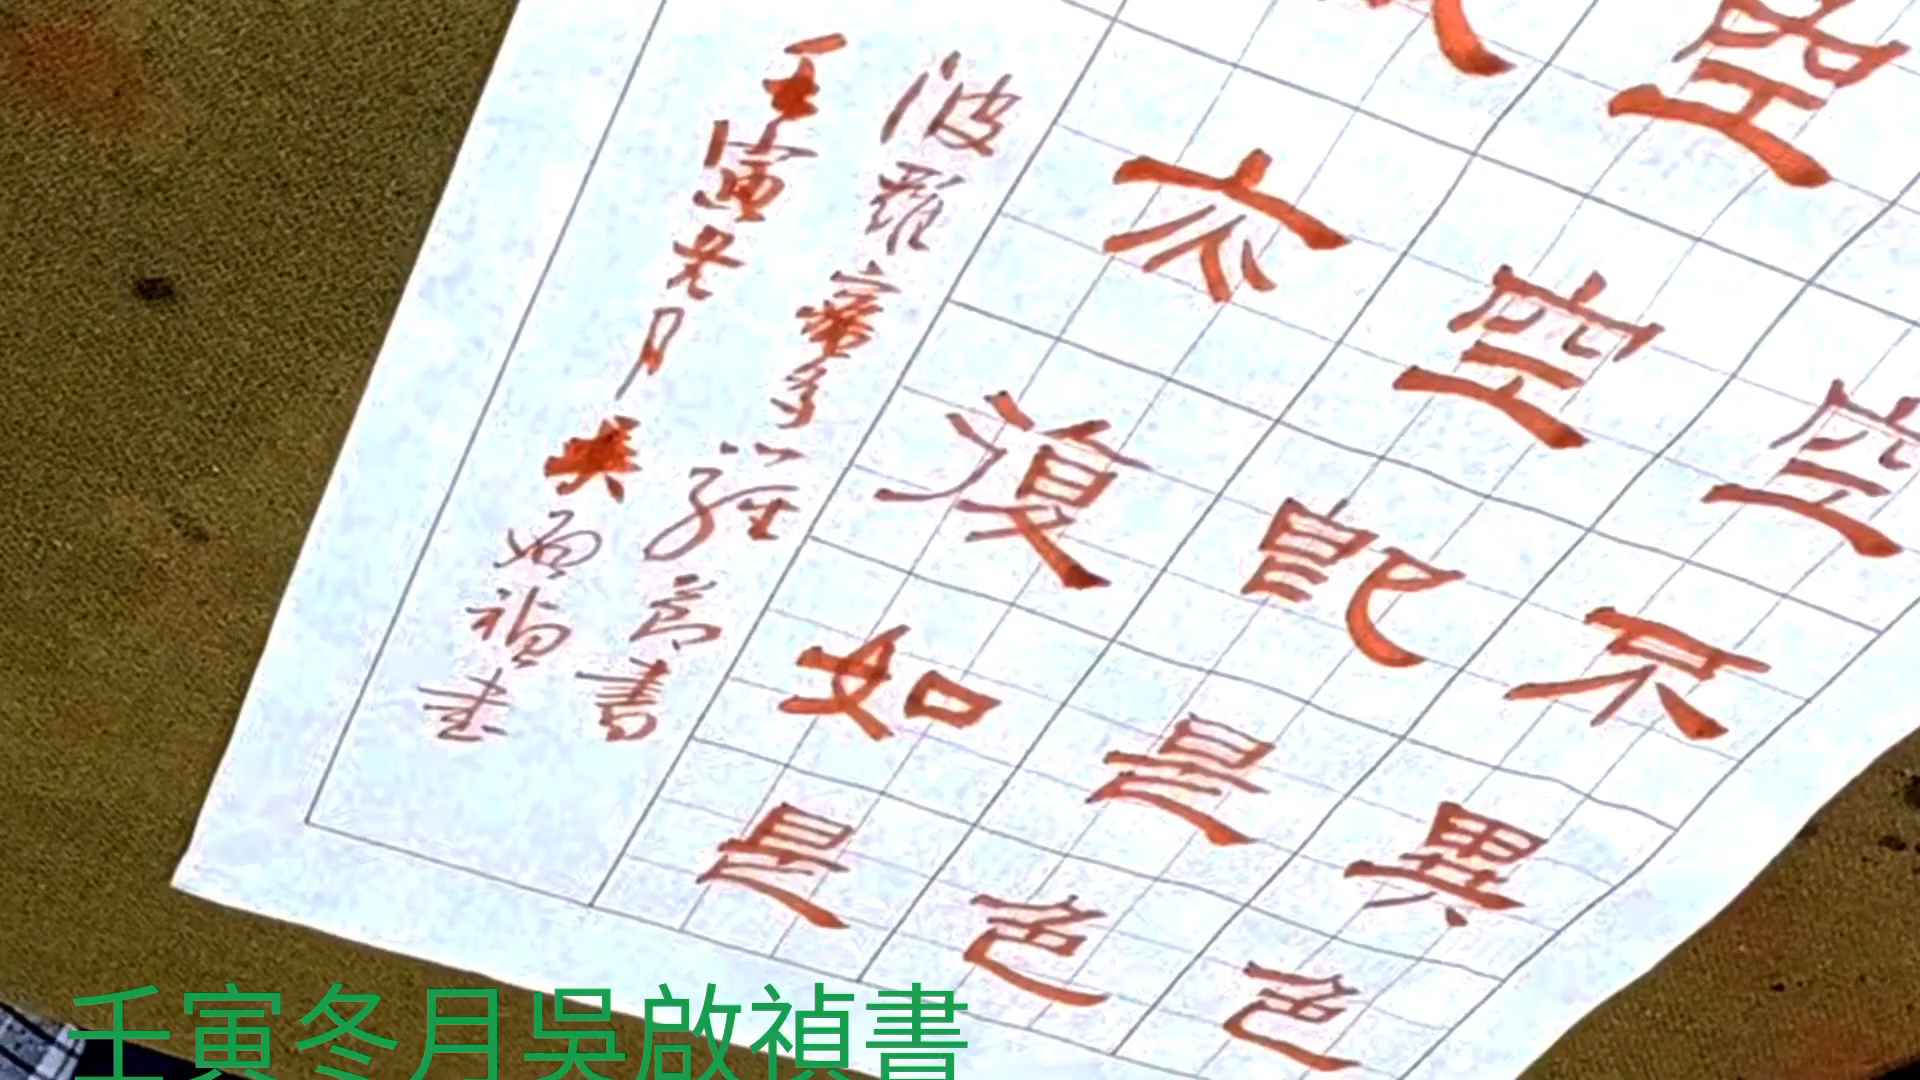 空不異色
空空即是色
亦復如是
波羅蜜多心經書
壬寅冬月吳啟禎書
壬寅冬月吳啟禎書